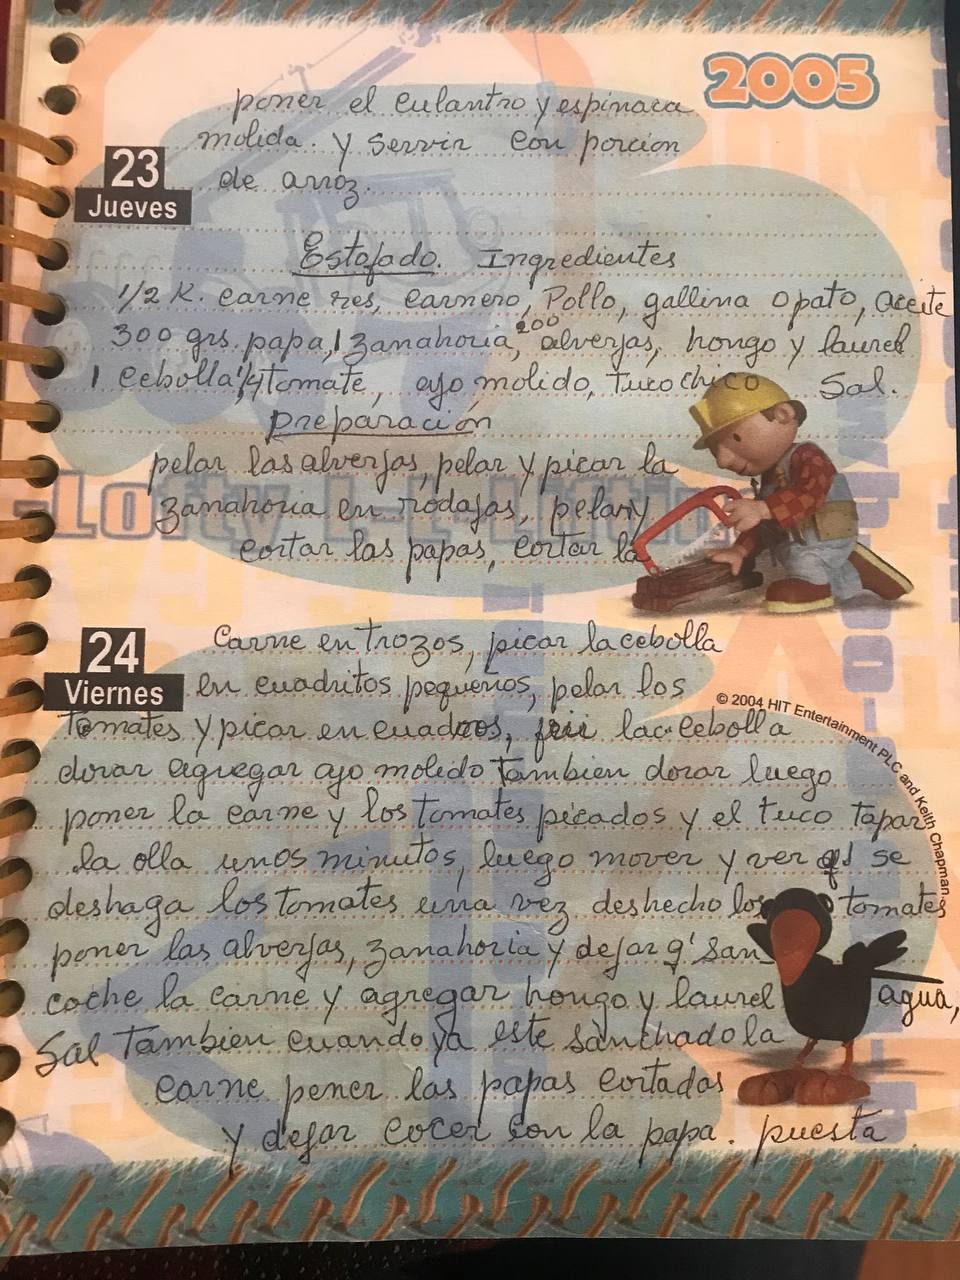 2005
poner el culantro y espinaca
molida. y servir con porcion
23
Jueves
de arroz.
Estofado. Ingredientes
1/2 K. carne res, carnero, Pollo, gallina o pato, aceite
300 grs. papa, 1 zanahoria, 200 alverjas, hongo y laurel
1 cebolla 1/4 tomate, ajo molido, tuco chico Sal.
preparación
pelar las alverjas, pelar y picar la
zanahoria en rodajas, pelar y
cortar las papas, cortar la
24
Viernes
Carne en trozos, picar la cebolla
en cuadritos pequeños, pelar los
© 2004 HIT Entertainment PLC and Keith Chapman
tomates y picar en cuadros, freir la cebolla
dorar agregar ajo molido tambien dorar luego
poner la carne y los tomates picados y el tuco tapar
la olla unos minutos, luego mover y ver se
deshaga los tomates una vez deshecho los tomates
poner las alverjas, zanahoria y dejar q' san_
coche la carne y agregar hongo y laurel agua,
Sal tambien cuando ya este sanchado la
carne poner las papas cortadas
y dejar cocer con la papa. puesta